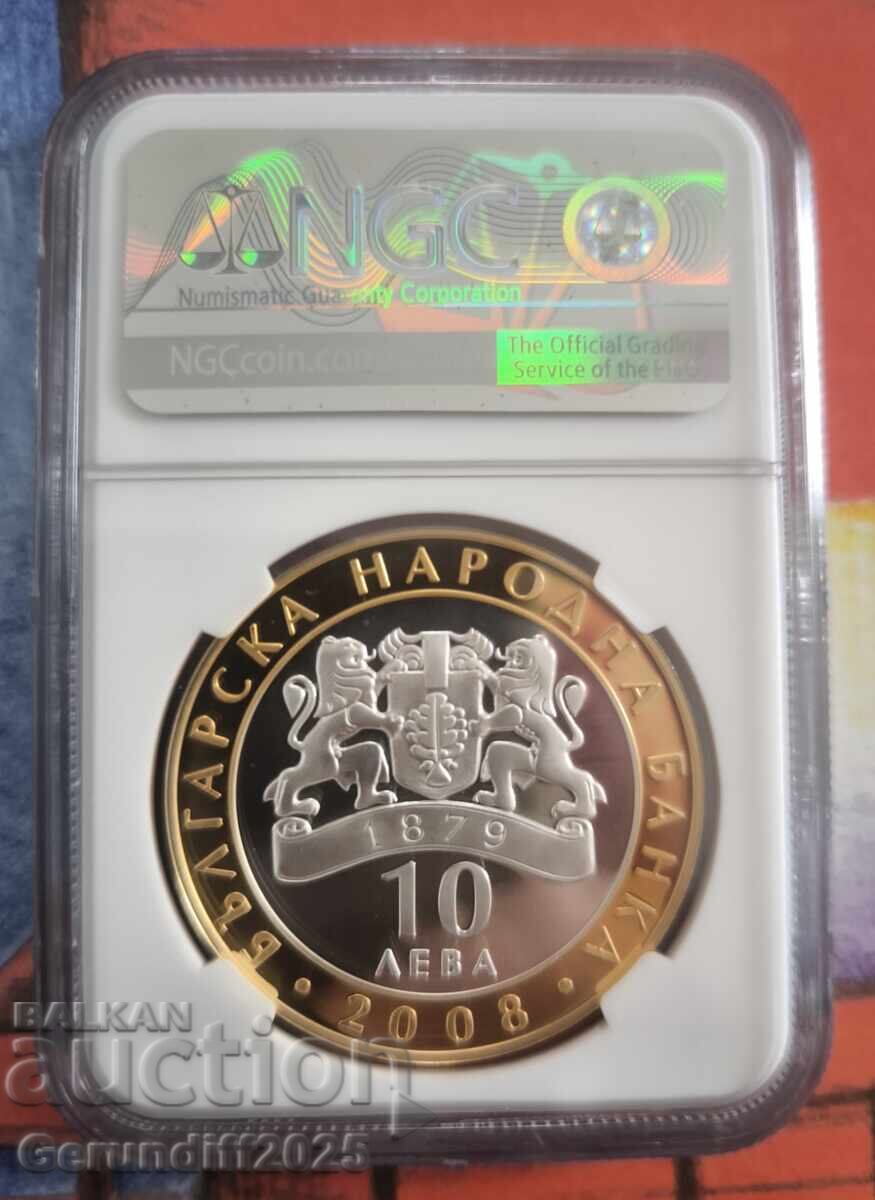 NGC
Numismatic Guaranty Corporation
NGCcoin.com
The Official Grading
Service of the PNG
БЪЛГАРСКА НАРОДНА БАНКА
1879
10
ЛЕВА
· 2008 ·
BALKAN
auction
Gerundiff2025